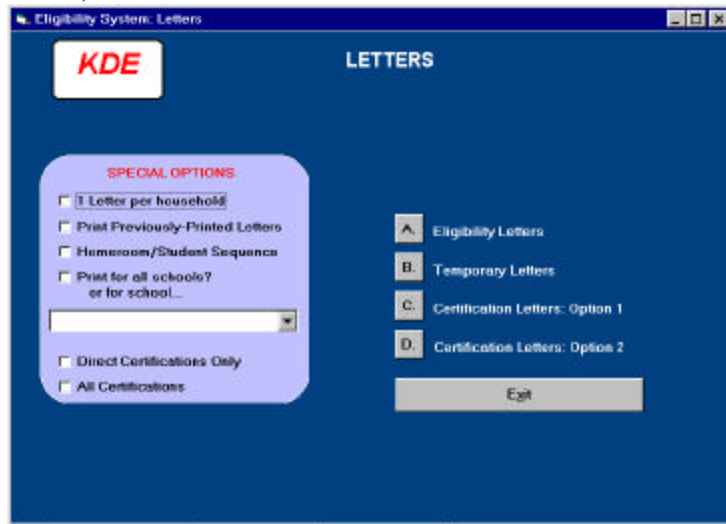 Eligibility System: Letters
KDE
LETTERS
SPECIAL OPTIONS
1 Letter per household
Print Previously-Printed Letters
Homeroom/Student Sequence
Print for all schools?
or for school...
Direct Certifications Only
All Certifications
A. Eligibility Letters
B. Temporary Letters
C. Certification Letters: Option 1
D. Certification Letters: Option 2
Exit